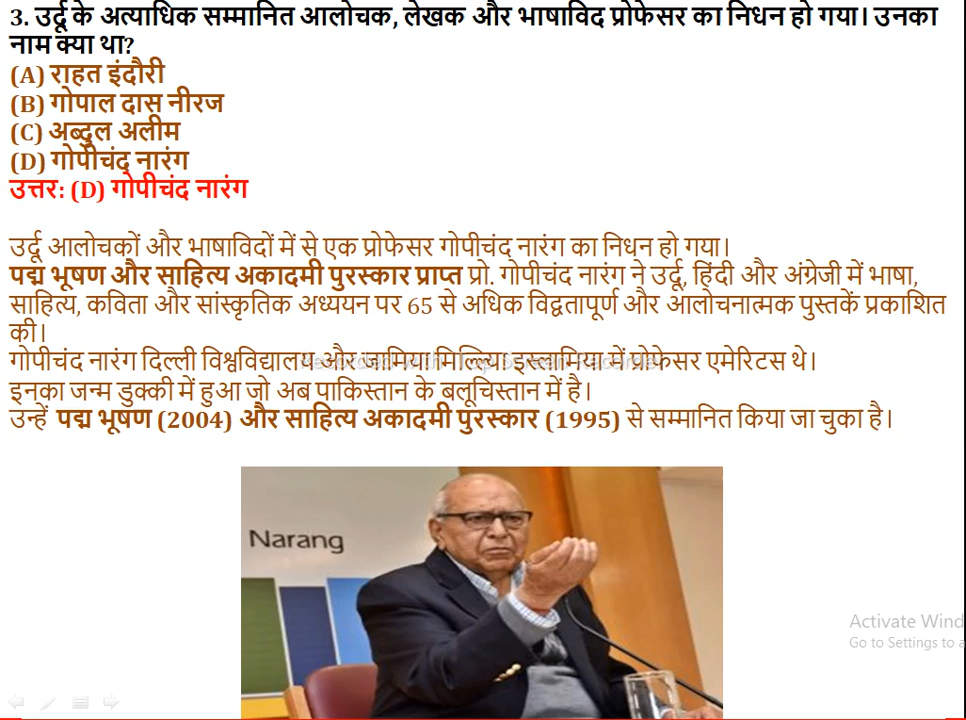 3. उर्दू के अत्याधिक सम्मानित आलोचक, लेखक और भाषाविद प्रोफेसर का निधन हो गया। उनका
नाम क्या था?
(A) राहत इंदौरी
(B) गोपाल दास नीरज
(C) अब्दुल अलीम
(D) गोपीचंद नारंग
उत्तर: (D) गोपीचंद नारंग
उर्दू आलोचकों और भाषाविदों में से एक प्रोफेसर गोपीचंद नारंग का निधन हो गया।
पद्म भूषण और साहित्य अकादमी पुरस्कार प्राप्त प्रो. गोपीचंद नारंग ने उर्दू, हिंदी और अंग्रेजी में भाषा,
साहित्य, कविता और सांस्कृतिक अध्ययन पर 65 से अधिक विद्वतापूर्ण और आलोचनात्मक पुस्तकें प्रकाशित
की।
गोपीचंद नारंग दिल्ली विश्वविद्यालय और जामिया मिल्लिया इस्लामिया में प्रोफेसर एमेरिटस थे।
इनका जन्म डुक्की में हुआ जो अब पाकिस्तान के बलूचिस्तान में है।
उन्हें पद्म भूषण (2004) और साहित्य अकादमी पुरस्कार (1995) से सम्मानित किया जा चुका है।
Narang
Activate Wind
Go to Settings to a